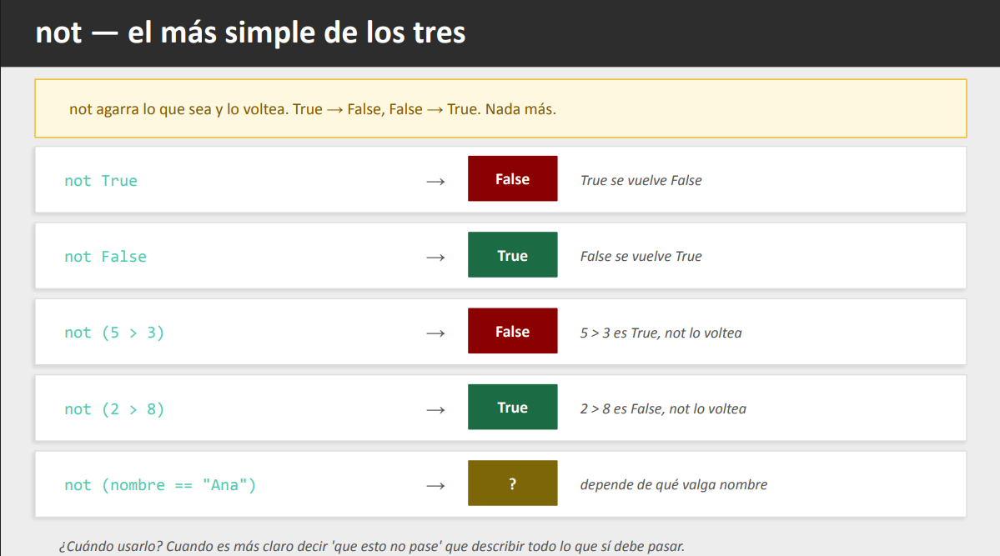 not — el más simple de los tres
not agarra lo que sea y lo voltea. True → False, False → True. Nada más.
not True → False True se vuelve False
not False → True False se vuelve True
not (5 > 3) → False 5 > 3 es True, not lo voltea
not (2 > 8) → True 2 > 8 es False, not lo voltea
not (nombre == "Ana") → ? depende de qué valga nombre
¿Cuándo usarlo? Cuando es más claro decir 'que esto no pase' que describir todo lo que sí debe pasar.